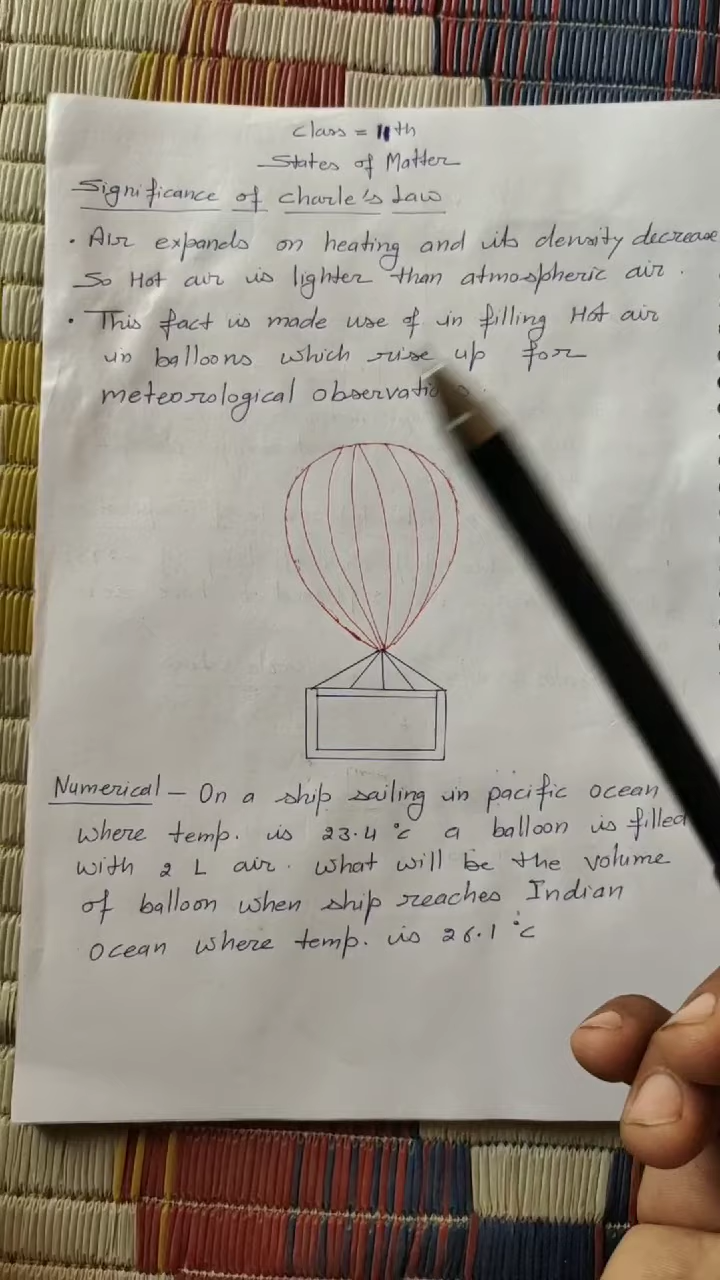 Class = 11th
States of Matter
Significance of Charle's Law
• Air expands on heating and its density decrease
So Hot air is lighter than atmospheric air.
• This fact is made use of in filling Hot air
in balloons which rise up for
meteorological
Numerical - On a ship sailing in pacific ocean
where temp. is 23.4 °c a balloon is filled
with 2 L air. What will be the volume
of balloon when ship reaches Indian
Ocean where temp. is 26.1 °c